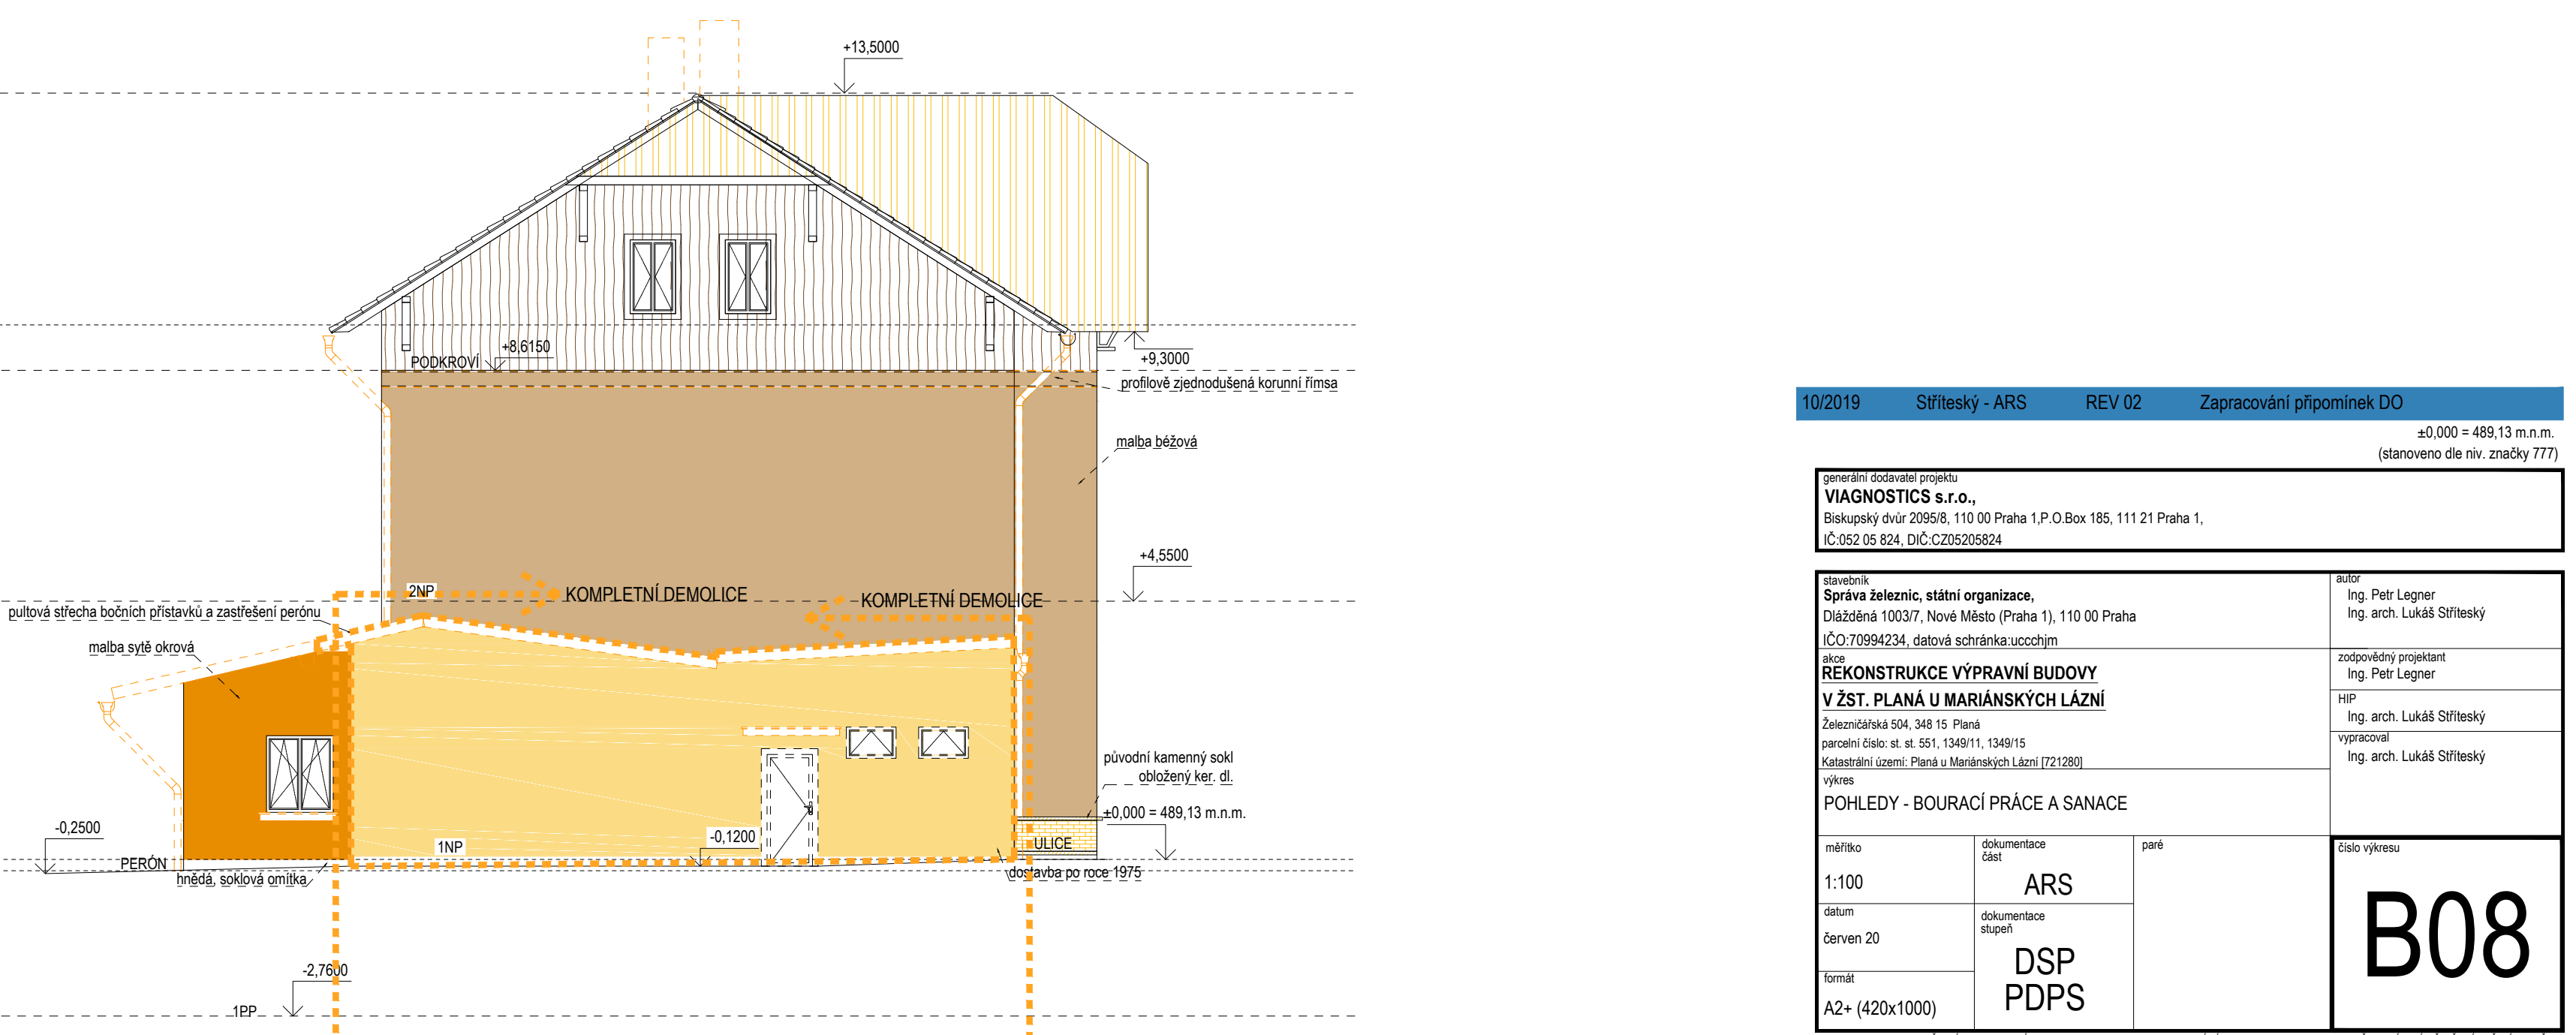 +13,5000
PODKROVÍ
+8,6150
+9,3000
profilově zjednodušená korunní římsa
malba béžová
+4,5500
2NP
KOMPLETNÍ DEMOLICE
KOMPLETNÍ DEMOLICE
pultová střecha bočních přístavků a zastřešení perónu
malba sytě okrová
původní kamenný sokl
obložený ker. dl.
±0,000 = 489,13 m.n.m.
-0,2500
-0,1200
1NP
ULICE
PERÓN
hnědá, soklová omítka
dostavba po roce 1975
-2,7600
1PP
10/2019 Stříteský - ARS REV 02 Zapracování připomínek DO
±0,000 = 489,13 m.n.m.
(stanoveno dle niv. značky 777)
generální dodavatel projektu
VIAGNOSTICS s.r.o.,
Biskupský dvůr 2095/8, 110 00 Praha 1,P.O.Box 185, 111 21 Praha 1,
IČ:052 05 824, DIČ:CZ05205824
stavebník
Správa železnic, státní organizace,
Dlážděná 1003/7, Nové Město (Praha 1), 110 00 Praha
IČO:70994234, datová schránka:uccchjm
autor
Ing. Petr Legner
Ing. arch. Lukáš Stříteský
akce
REKONSTRUKCE VÝPRAVNÍ BUDOVY
V ŽST. PLANÁ U MARIÁNSKÝCH LÁZNÍ
Železničářská 504, 348 15 Planá
parcelní číslo: st. st. 551, 1349/11, 1349/15
Katastrální území: Planá u Mariánských Lázní [721280]
zodpovědný projektant
Ing. Petr Legner
HIP
Ing. arch. Lukáš Stříteský
vypracoval
Ing. arch. Lukáš Stříteský
výkres
POHLEDY - BOURACÍ PRÁCE A SANACE
měřítko
1:100
dokumentace
část
ARS
paré
číslo výkresu
B08
datum
červen 20
dokumentace
stupeň
DSP
PDPS
formát
A2+ (420x1000)